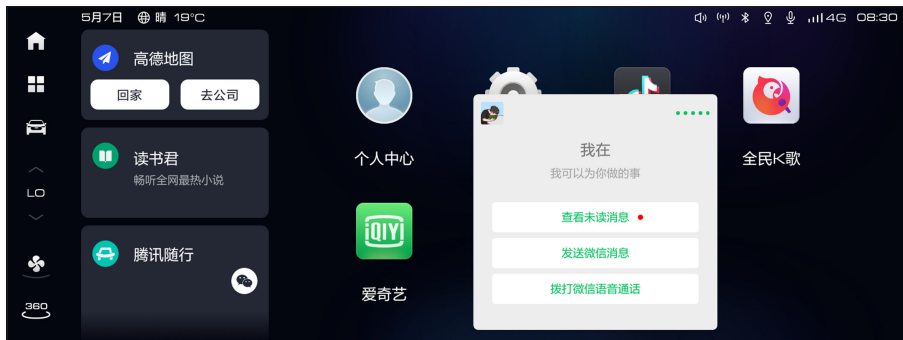 5月7日 晴 19°C
4G 08:30
高德地图
回家 去公司
读书君
畅听全网最热小说
腾讯随行
LO
360
个人中心
全民K歌
iQIYI
爱奇艺
我在
我可以为你做的事
查看未读消息
发送微信消息
拨打微信语音通话